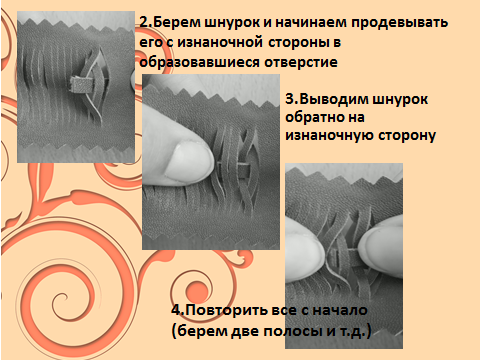 2.Берем шнурок и начинаем продевывать
его с изнаночной стороны в
образовавшиеся отверстие
3.Выводим шнурок
обратно на
изнаночную сторону
4.Повторить все с начало
(берем две полосы и т.д.)